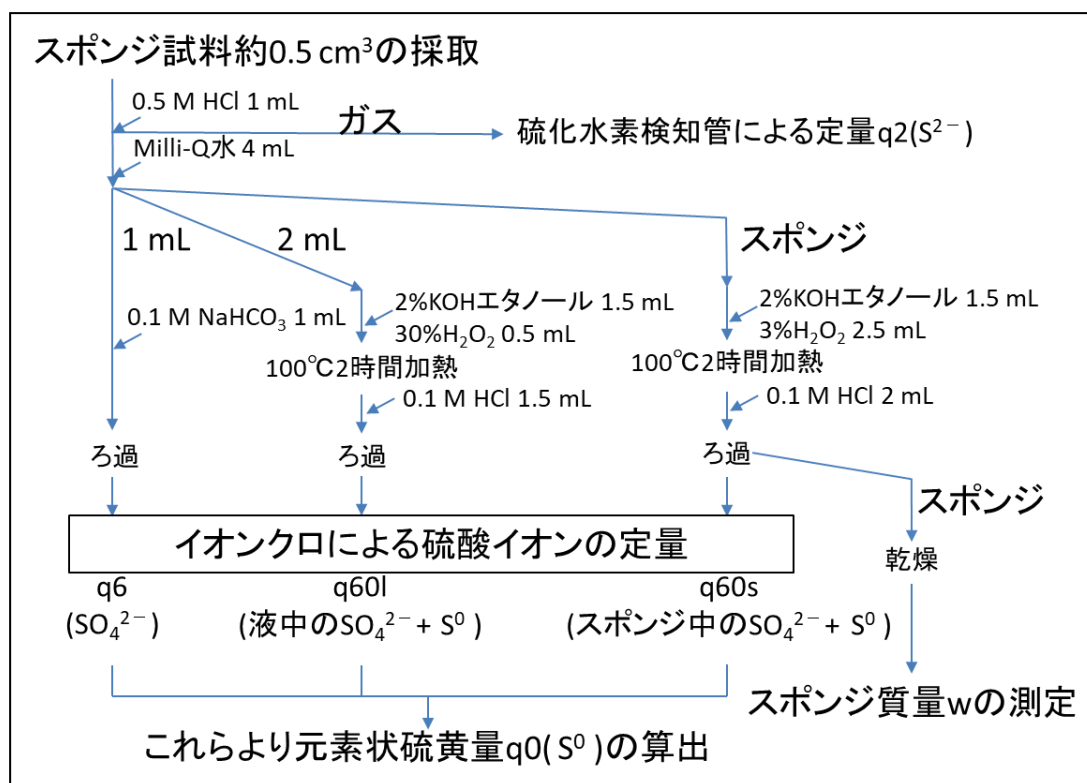 スポンジ試料約0.5 cm³の採取
0.5 M HCl 1 mL
ガス
硫化水素検知管による定量q2(S²⁻)
Milli-Q水 4 mL
1 mL
2 mL
スポンジ
0.1 M NaHCO₃ 1 mL
2%KOHエタノール 1.5 mL
30%H₂O₂ 0.5 mL
100℃2時間加熱
0.1 M HCl 1.5 mL
2%KOHエタノール 1.5 mL
3%H₂O₂ 2.5 mL
100℃2時間加熱
0.1 M HCl 2 mL
ろ過
ろ過
ろ過
スポンジ
イオンクロによる硫酸イオンの定量
乾燥
q6
(SO₄²⁻)
q60l
(液中のSO₄²⁻+ S⁰ )
q60s
(スポンジ中のSO₄²⁻+ S⁰ )
スポンジ質量wの測定
これらより元素状硫黄量q0( S⁰ )の算出